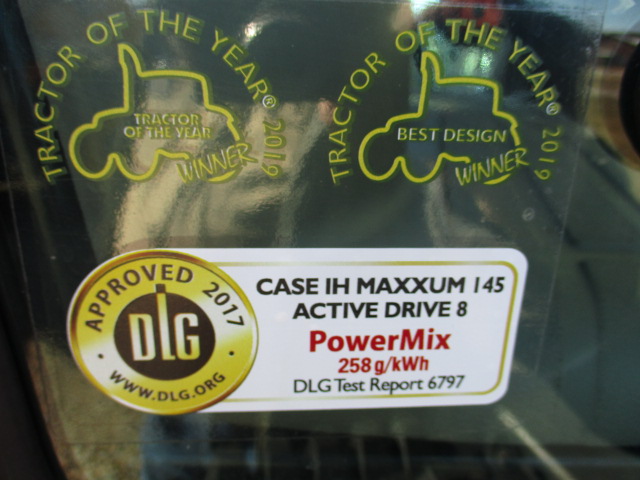 TRACTOR OF THE YEAR® 2019
TRACTOR
OF THE YEAR
WINNER
TRACTOR OF THE YEAR® 2019
BEST DESIGN
WINNER
APPROVED 2017
DLG
• WWW.DLG.ORG •
CASE IH MAXXUM 145
ACTIVE DRIVE 8
PowerMix
258 g/kWh
DLG Test Report 6797